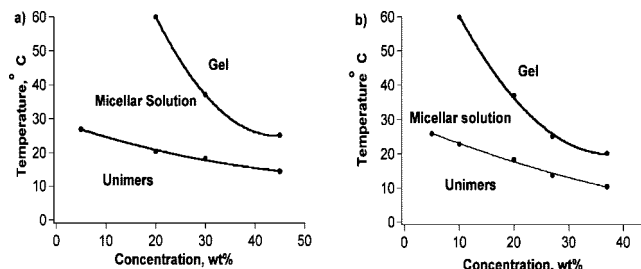 a)
60
50
40
30
20
10
0
Temperature, ° C
Gel
Micellar Solution
Unimers
0 10 20 30 40 50
Concentration, wt%
b)
60
50
40
30
20
10
0
Temperature° C
Gel
Micellar solution
Unimers
0 10 20 30 40
Concentration, wt%